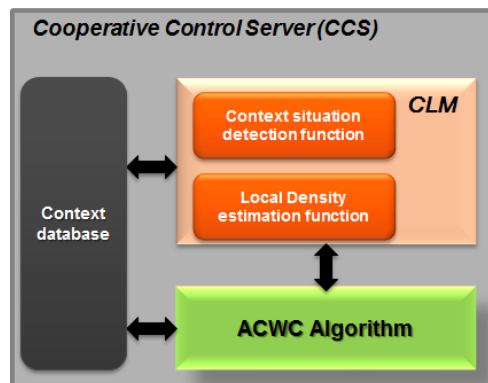 Cooperative Control Server (CCS)
CLM
Context situation
detection function
Local Density
estimation function
Context
database
ACWC Algorithm